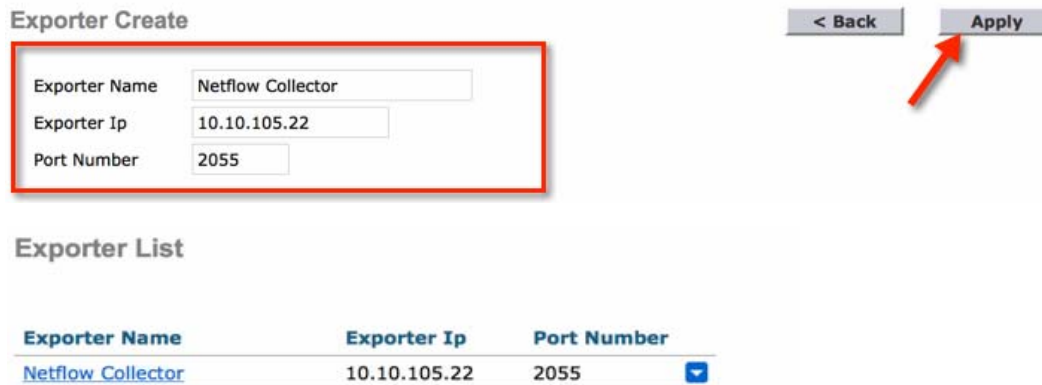 Exporter Create
< Back
Apply
Exporter Name Netflow Collector
Exporter Ip 10.10.105.22
Port Number 2055
Exporter List
Exporter Name Exporter Ip Port Number
Netflow Collector 10.10.105.22 2055